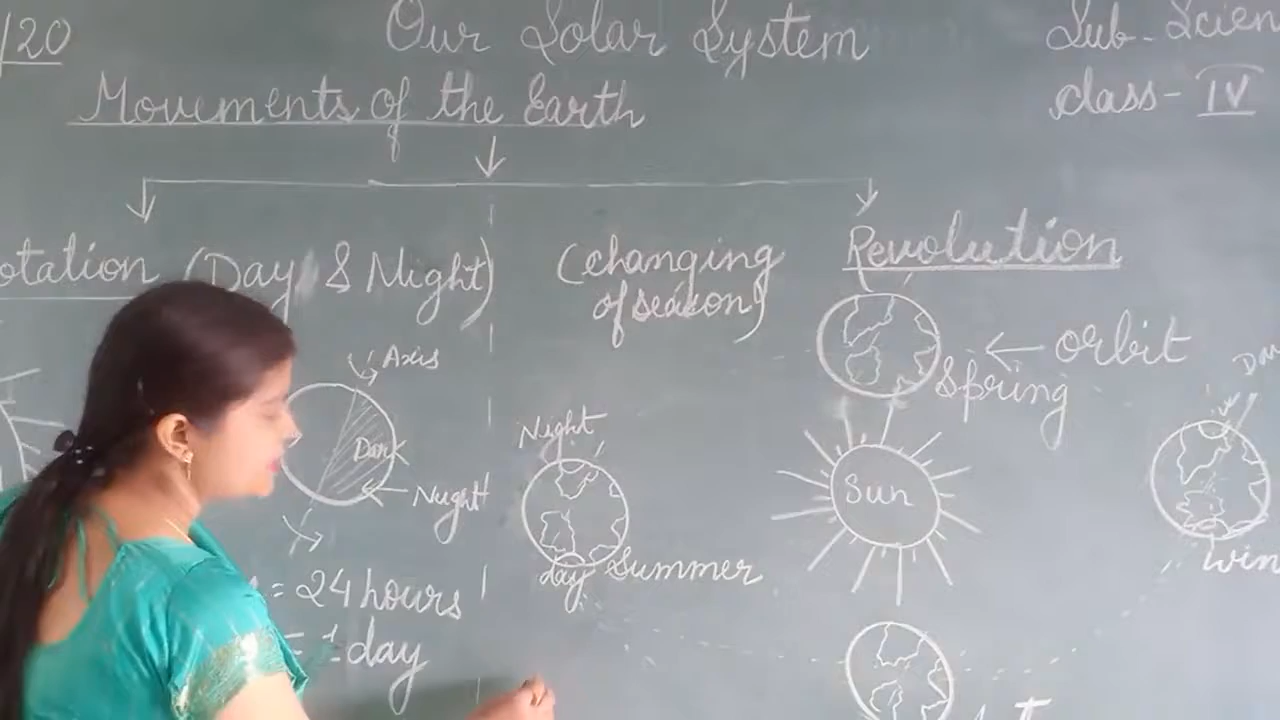 /20
Our Solar System
Sub- Scien
class- IV
Movements of the Earth
otation (Day & Night)
(changing
of season)
Revolution
Axis
orbit
Spring
Dark
Night
Night
Sun
day Summer
Win
= 24 hours
= 1 day